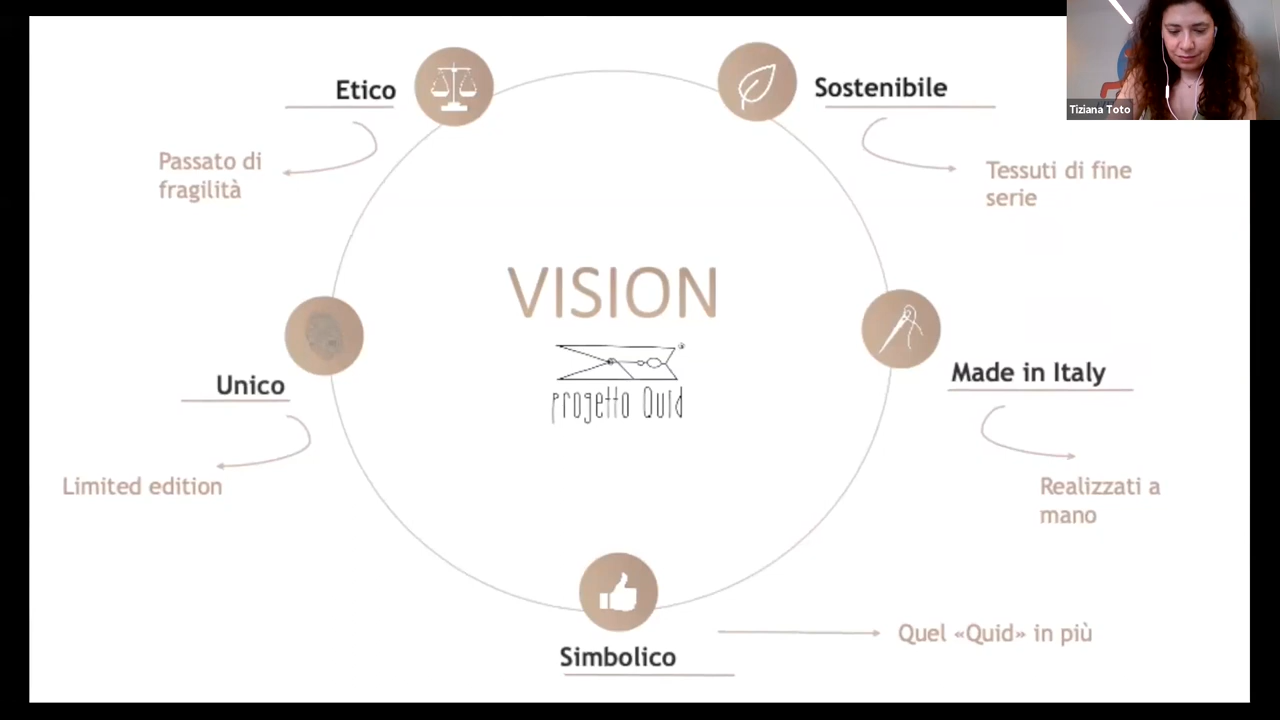 Etico
Sostenibile
Tiziana Toto
Passato di
fragilità
Tessuti di fine
serie
VISION
progetto Quid
Unico
Made in Italy
Limited edition
Realizzati a
mano
Simbolico
Quel «Quid» in più